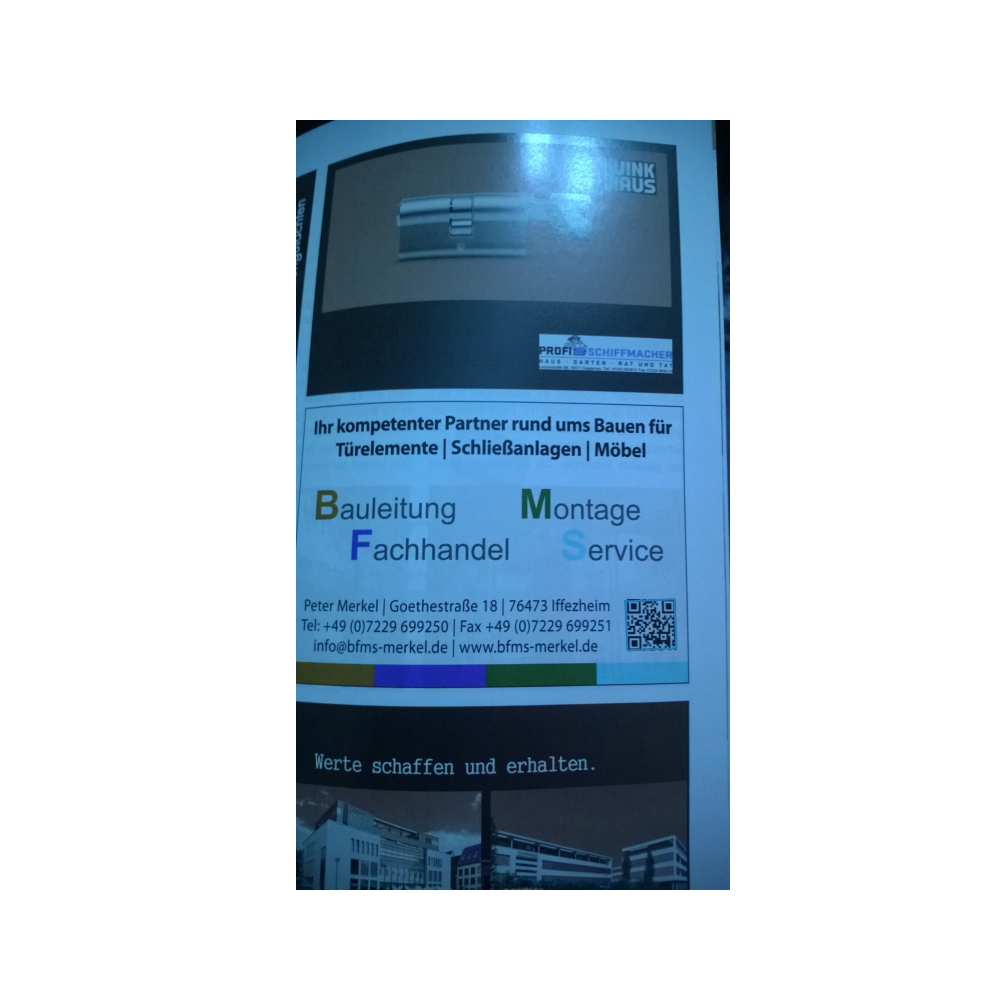 WINK
HAUS
PROFI SCHIFFMACHER
HAUS · GARTEN · RAT UND TAT
Ihr kompetenter Partner rund ums Bauen für
Türelemente | Schließanlagen | Möbel
Bauleitung Montage
Fachhandel Service
Peter Merkel | Goethestraße 18 | 76473 Iffezheim
Tel: +49 (0)7229 699250 | Fax +49 (0)7229 699251
info@bfms-merkel.de | www.bfms-merkel.de
Werte schaffen und erhalten.